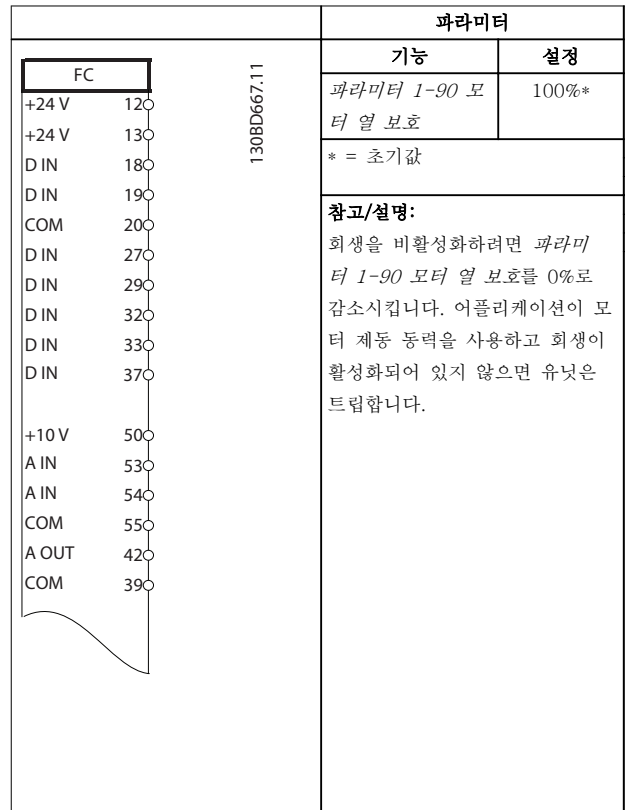 파라미터
기능 설정
FC
130BD667.11
+24 V 12
+24 V 13
D IN 18
D IN 19
COM 20
D IN 27
D IN 29
D IN 32
D IN 33
D IN 37
+10 V 50
A IN 53
A IN 54
COM 55
A OUT 42
COM 39
파라미터 1-90 모 100%*
터 열 보호
* = 초기값
참고/설명:
회생을 비활성화하려면 파라미
터 1-90 모터 열 보호를 0%로
감소시킵니다. 어플리케이션이 모
터 제동 동력을 사용하고 회생이
활성화되어 있지 않으면 유닛은
트립합니다.